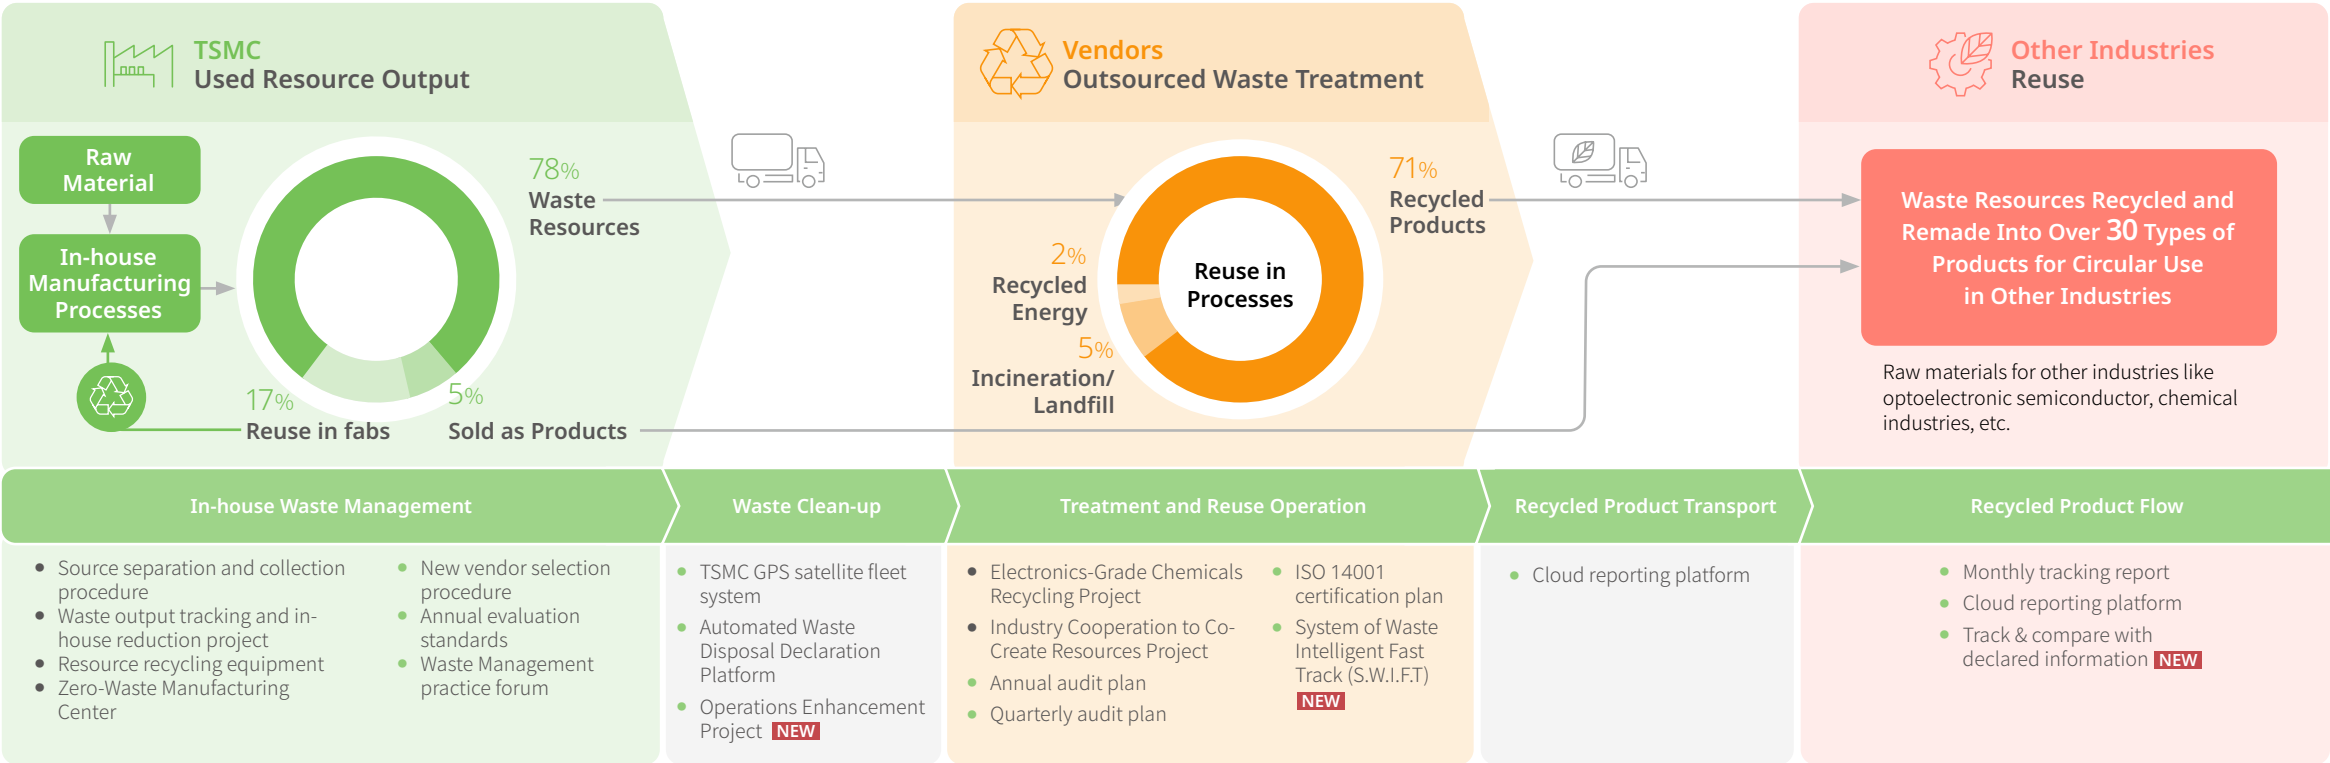 TSMC
Used Resource Output
Raw
Material
In-house
Manufacturing
Processes
78%
Waste
Resources
17%
Reuse in fabs
5%
Sold as Products
Vendors
Outsourced Waste Treatment
71%
Recycled
Products
2%
Recycled
Energy
5%
Incineration/
Landfill
Reuse in
Processes
Other Industries
Reuse
Waste Resources Recycled and
Remade Into Over 30 Types of
Products for Circular Use
in Other Industries
Raw materials for other industries like
optoelectronic semiconductor, chemical
industries, etc.
In-house Waste Management
Source separation and collection
procedure
Waste output tracking and in-
house reduction project
Resource recycling equipment
Zero-Waste Manufacturing
Center
New vendor selection
procedure
Annual evaluation
standards
Waste Management
practice forum
Waste Clean-up
TSMC GPS satellite fleet
system
Automated Waste
Disposal Declaration
Platform
Operations Enhancement
Project NEW
Treatment and Reuse Operation
Electronics-Grade Chemicals
Recycling Project
Industry Cooperation to Co-
Create Resources Project
Annual audit plan
Quarterly audit plan
ISO 14001
certification plan
System of Waste
Intelligent Fast
Track (S.W.I.F.T)
NEW
Recycled Product Transport
Cloud reporting platform
Recycled Product Flow
Monthly tracking report
Cloud reporting platform
Track & compare with
declared information NEW